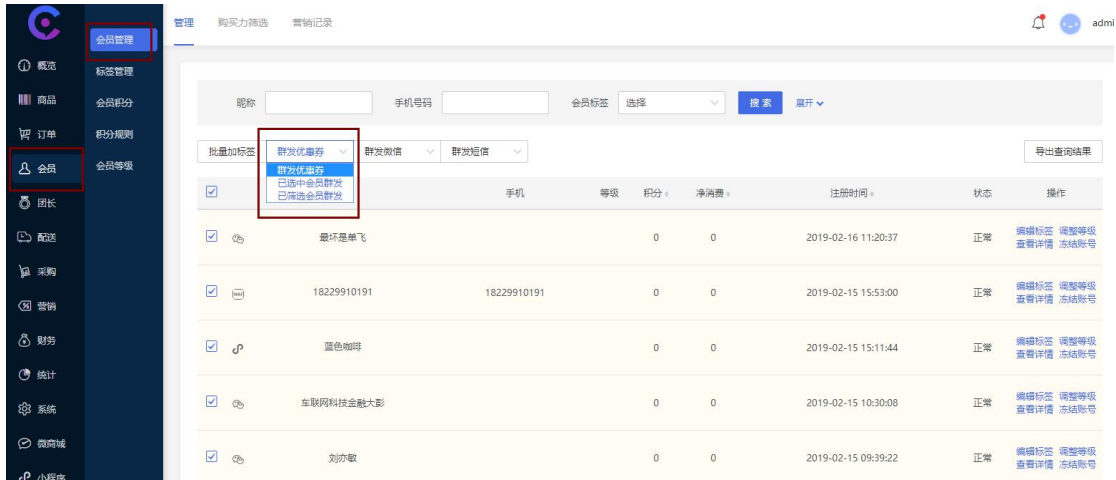 管理 购买力筛选 营销记录 admi
会员管理
概览
标签管理
商品
会员积分
昵称 手机号码 会员标签 选择 搜索 展开
订单
积分规则
批量加标签 群发优惠券 群发微信 群发短信 导出查询结果
会员
会员等级
群发优惠券
已选中会员群发
已筛选会员群发
手机 等级 积分 净消费 注册时间 状态 操作
团长
配送
最坏是单飞 0 0 2019-02-16 11:20:37 正常 编辑标签 调整等级
查看详情 冻结账号
采购
18229910191 18229910191 0 0 2019-02-15 15:53:00 正常 编辑标签 调整等级
查看详情 冻结账号
营销
财务
蓝色咖啡 0 0 2019-02-15 15:11:44 正常 编辑标签 调整等级
查看详情 冻结账号
统计
系统
车联网科技金融大彭 0 0 2019-02-15 10:30:08 正常 编辑标签 调整等级
查看详情 冻结账号
微商城
刘亦敏 0 0 2019-02-15 09:39:22 正常 编辑标签 调整等级
查看详情 冻结账号
小程序